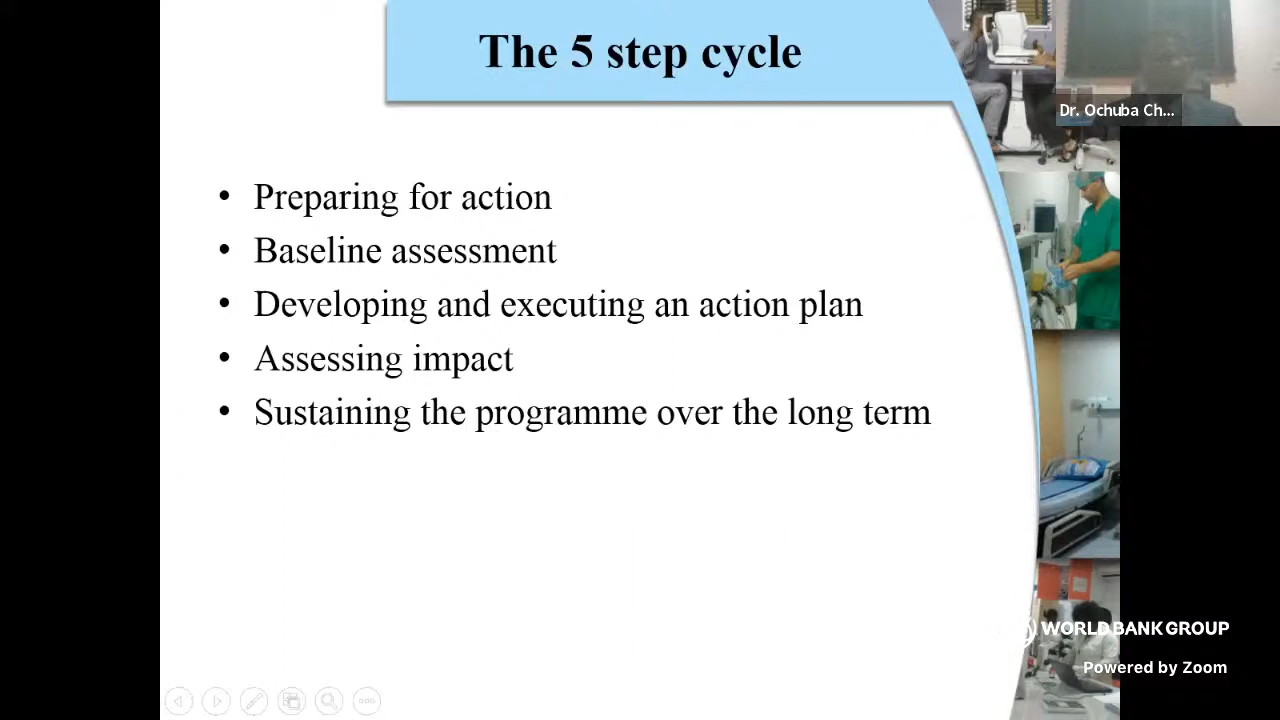 The 5 step cycle
Dr. Ochuba Ch...
• Preparing for action
• Baseline assessment
• Developing and executing an action plan
• Assessing impact
• Sustaining the programme over the long term
WORLD BANK GROUP
Powered by Zoom